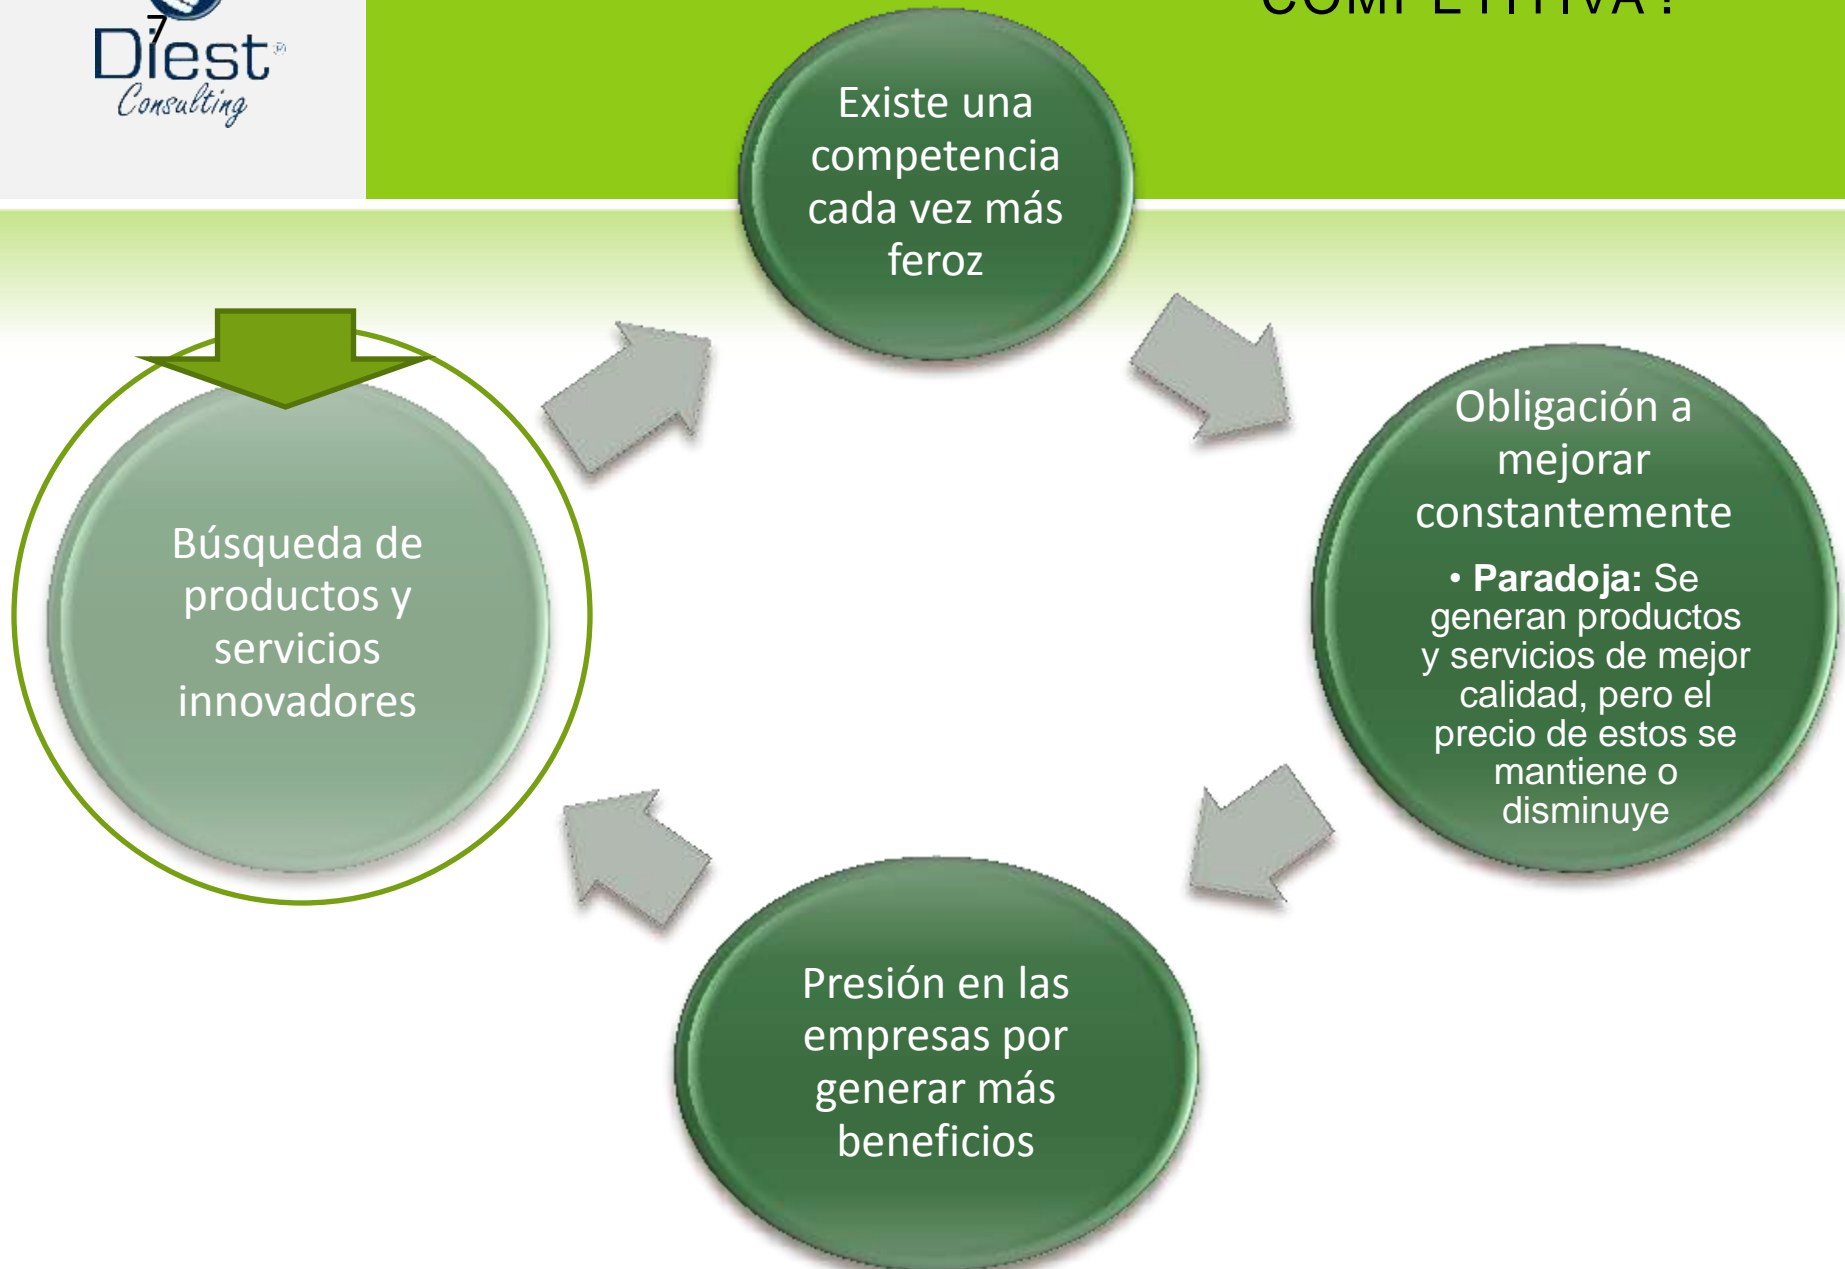 COMPETITIVA?
7
Diest®
Consulting
Existe una
competencia
cada vez más
feroz
Obligación a
mejorar
constantemente
• Paradoja: Se
generan productos
y servicios de mejor
calidad, pero el
precio de estos se
mantiene o
disminuye
Presión en las
empresas por
generar más
beneficios
Búsqueda de
productos y
servicios
innovadores